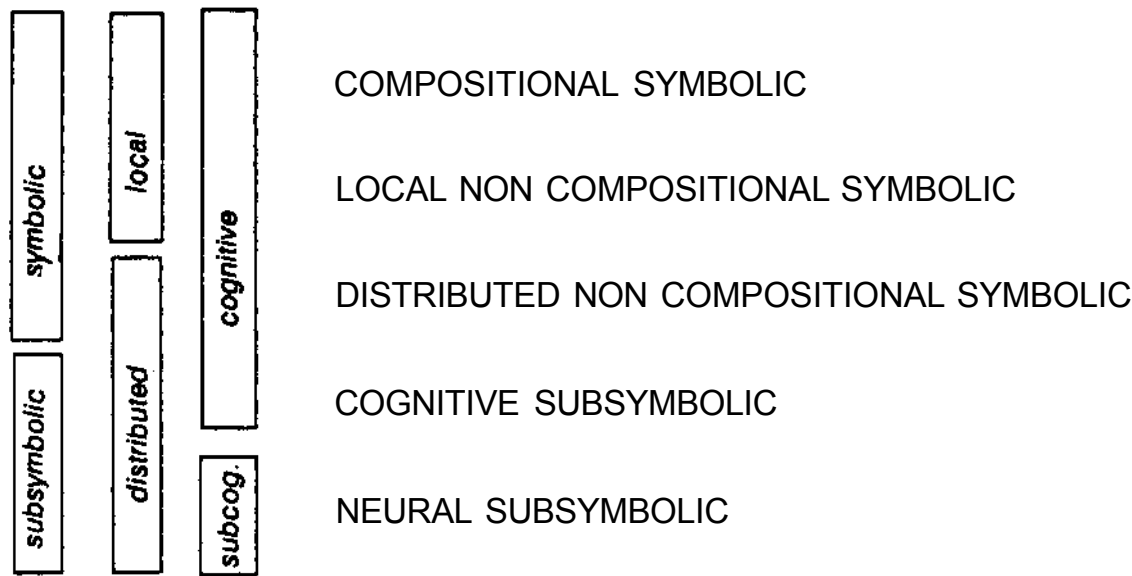 symbolic
subsymbolic
local
distributed
cognitive
subcog.
COMPOSITIONAL SYMBOLIC
LOCAL NON COMPOSITIONAL SYMBOLIC
DISTRIBUTED NON COMPOSITIONAL SYMBOLIC
COGNITIVE SUBSYMBOLIC
NEURAL SUBSYMBOLIC